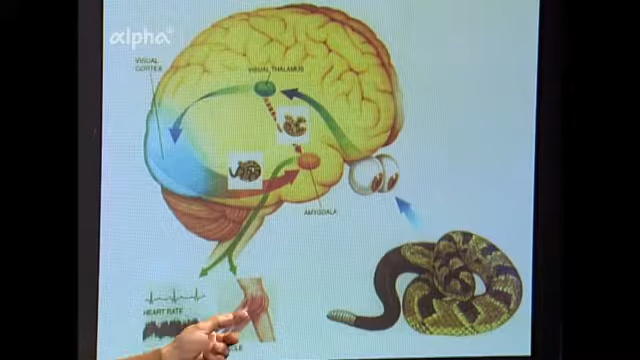 alpha
VISUAL
CORTEX
VISUAL THALAMUS
AMYGDALA
HEART RATE